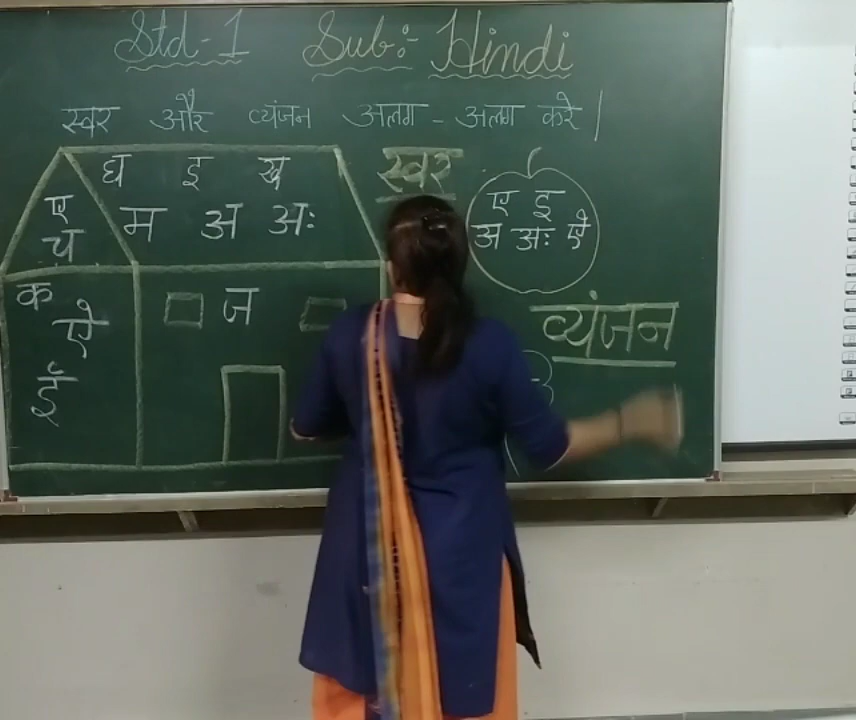 Std-1 Sub:- Hindi
स्वर और व्यंजन अलग-अलग करे|
घ इ ख
म अ अः
ए
च
क
ऐ
ई
ज
स्वर
ए इ
अ अः ऐ
व्यंजन